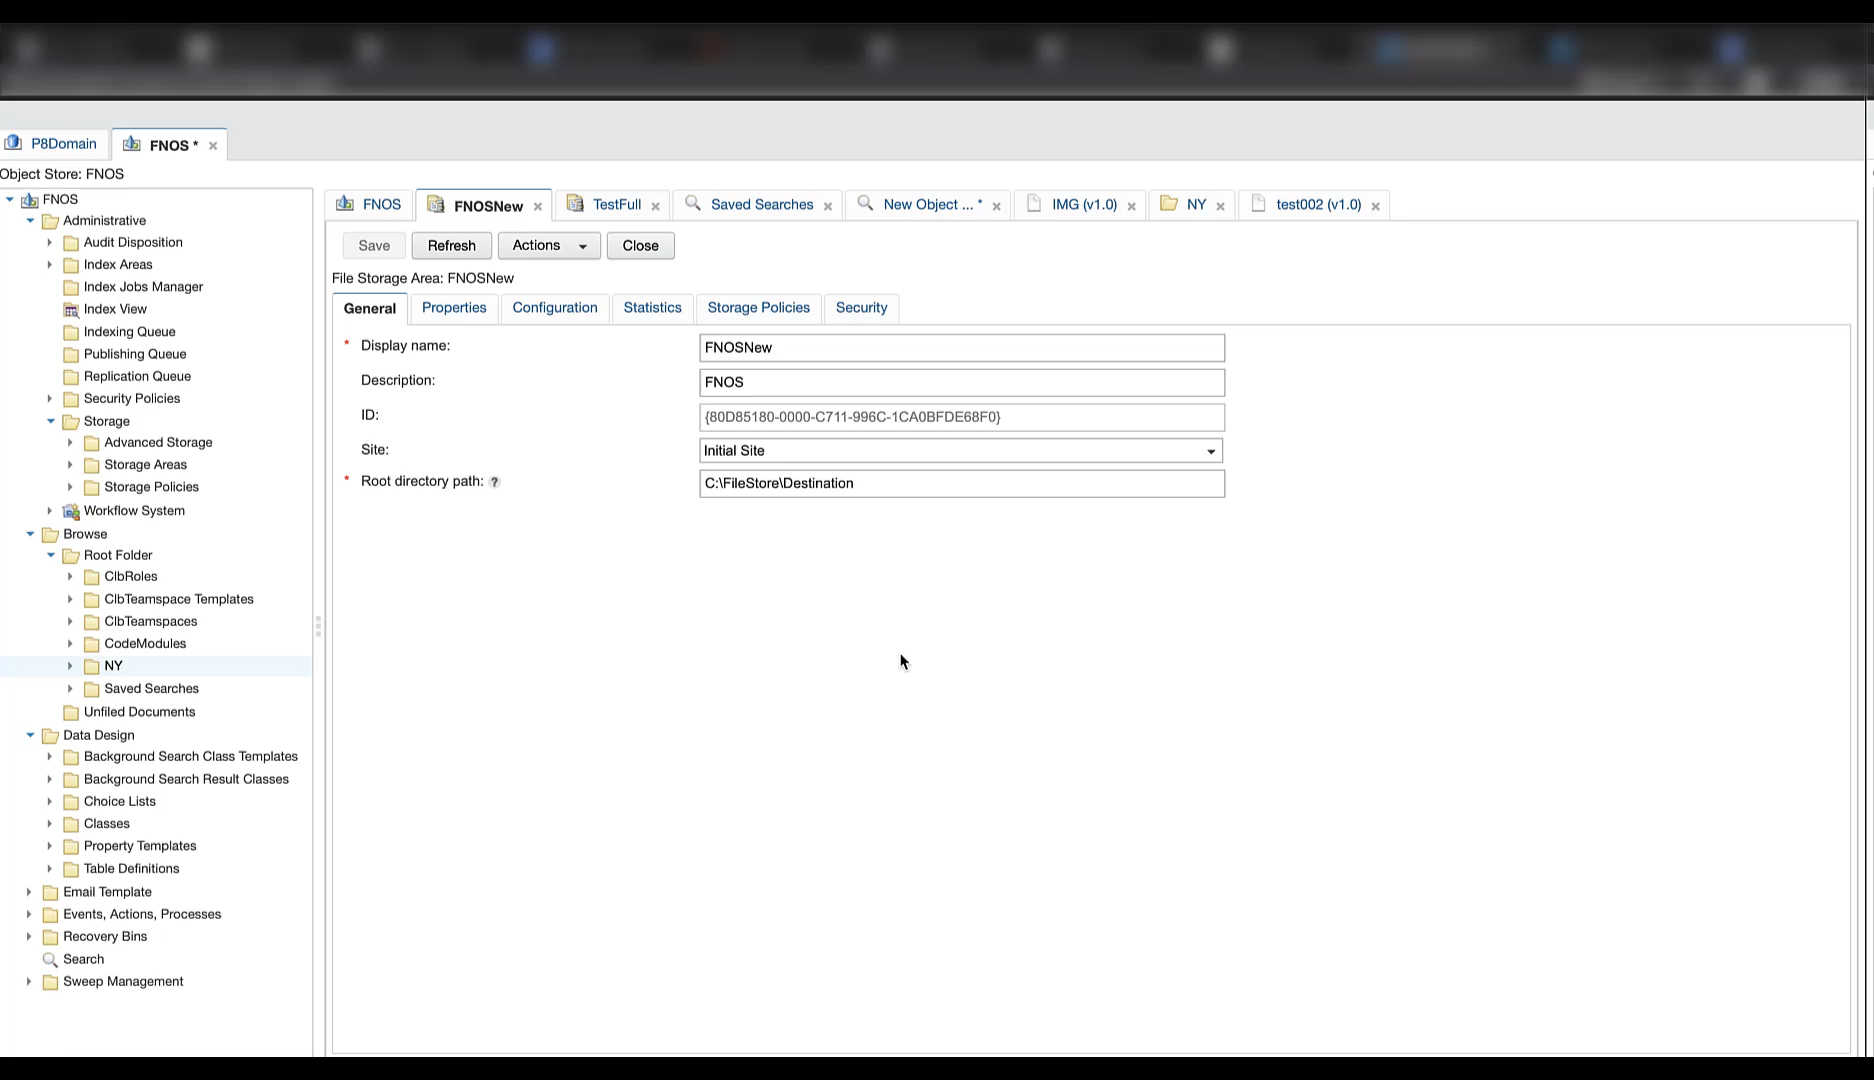 P8Domain
FNOS *
Object Store: FNOS
FNOS
Administrative
Audit Disposition
Index Areas
Index Jobs Manager
Index View
Indexing Queue
Publishing Queue
Replication Queue
Security Policies
Storage
Advanced Storage
Storage Areas
Storage Policies
Workflow System
Browse
Root Folder
ClbRoles
ClbTeamspace Templates
ClbTeamspaces
CodeModules
NY
Saved Searches
Unfiled Documents
Data Design
Background Search Class Templates
Background Search Result Classes
Choice Lists
Classes
Property Templates
Table Definitions
Email Template
Events, Actions, Processes
Recovery Bins
Search
Sweep Management
FNOS
FNOSNew
TestFull
Saved Searches
New Object ... *
IMG (v1.0)
NY
test002 (v1.0)
Save
Refresh
Actions
Close
File Storage Area: FNOSNew
General
Properties
Configuration
Statistics
Storage Policies
Security
* Display name: FNOSNew
Description: FNOS
ID: {80D85180-0000-C711-996C-1CA0BFDE68F0}
Site: Initial Site
* Root directory path: ? C:\FileStore\Destination